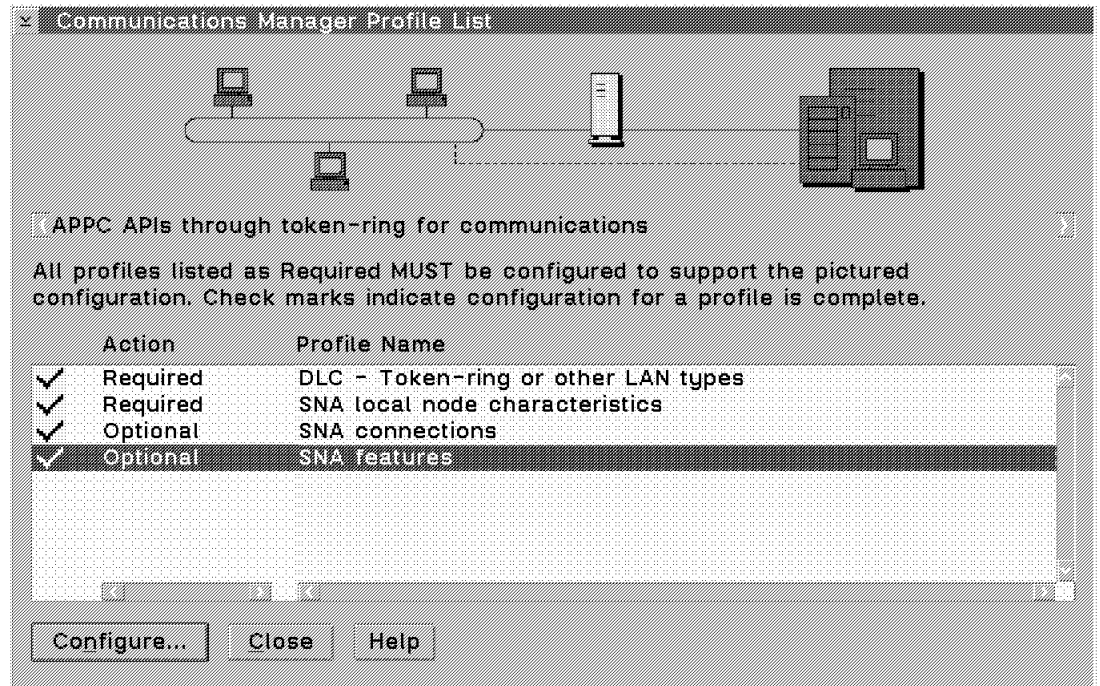 Communications Manager Profile List
APPC APIs through token-ring for communications
All profiles listed as Required MUST be configured to support the pictured
configuration. Check marks indicate configuration for a profile is complete.
Action Profile Name
Required DLC - Token-ring or other LAN types
Required SNA local node characteristics
Optional SNA connections
Optional SNA features
Configure... Close Help